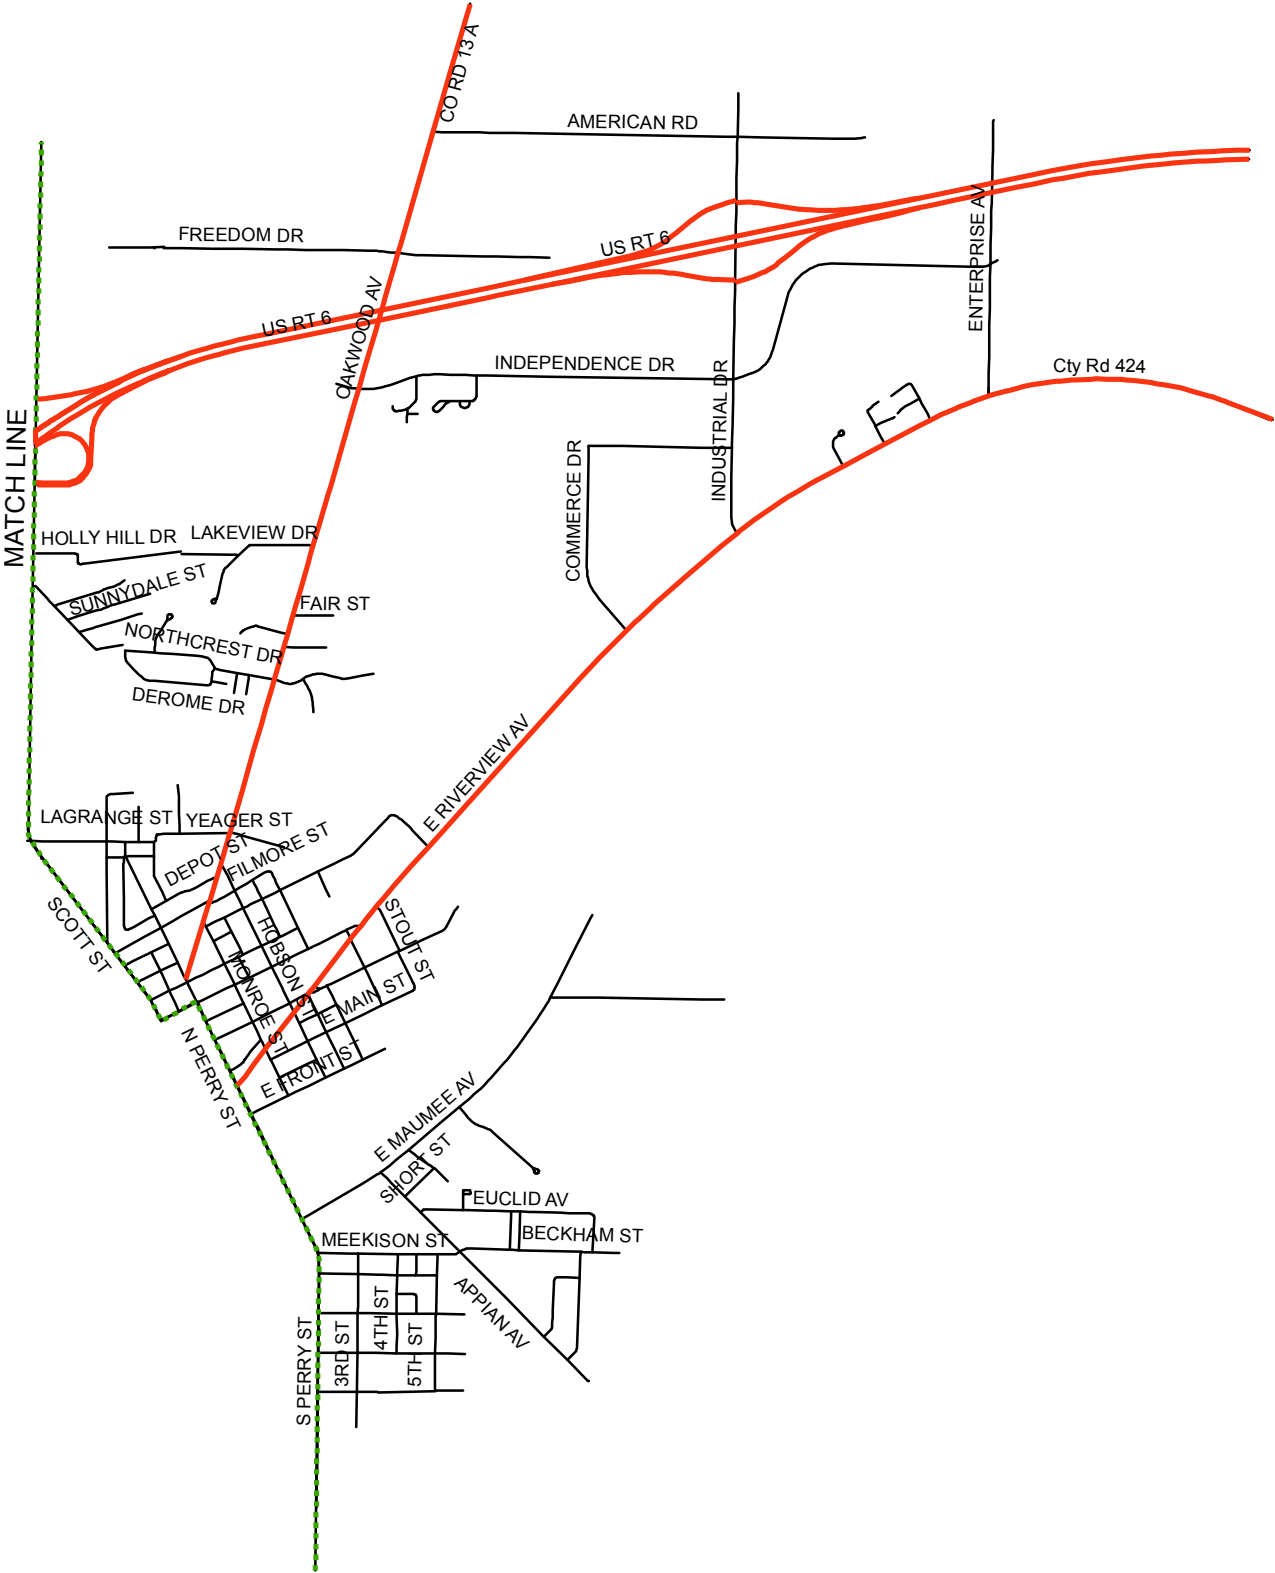 CO RD 13 A
AMERICAN RD
FREEDOM DR
US RT 6
ENTERPRISE AV
US RT 6
OAKWOOD AV
INDEPENDENCE DR
Cty Rd 424
INDUSTRIAL DR
MATCH LINE
COMMERCE DR
HOLLY HILL DR
LAKEVIEW DR
SUNNYDALE ST
FAIR ST
NORTHCREST DR
DEROME DR
E RIVERVIEW AV
LAGRANGE ST
YEAGER ST
DEPOT ST
FILMORE ST
SCOTT ST
HOBSON ST
STOUT ST
MONROE ST
E MAIN ST
N PERRY ST
E FRONT ST
E MAUMEE AV
SHORT ST
EUCLID AV
MEEKISON ST
BECKHAM ST
APPIAN AV
S PERRY ST
3RD ST
4TH ST
5TH ST